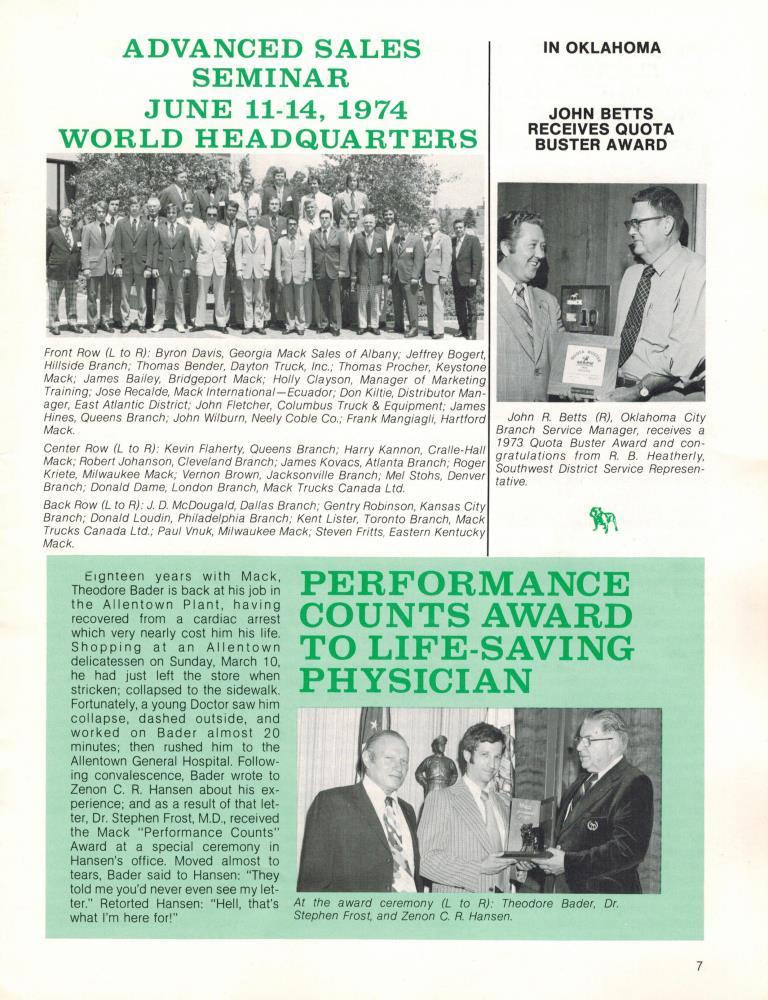 ADVANCED SALES
SEMINAR
JUNE 11-14, 1974
WORLD HEADQUARTERS
Front Row (L to R): Byron Davis, Georgia Mack Sales of Albany; Jeffrey Bogert,
Hillside Branch; Thomas Bender, Dayton Truck, Inc.; Thomas Procher, Keystone
Mack; James Bailey, Bridgeport Mack; Holly Clayson, Manager of Marketing
Training; Jose Recalde, Mack International—Ecuador; Don Kiltie, Distributor Man-
ager, East Atlantic District; John Fletcher, Columbus Truck & Equipment; James
Hines, Queens Branch; John Wilburn, Neely Coble Co.; Frank Mangiagli, Hartford
Mack.
Center Row (L to R): Kevin Flaherty, Queens Branch; Harry Kannon, Cralle-Hall
Mack; Robert Johanson, Cleveland Branch; James Kovacs, Atlanta Branch; Roger
Kriete, Milwaukee Mack; Vernon Brown, Jacksonville Branch; Mel Stohs, Denver
Branch; Donald Dame, London Branch, Mack Trucks Canada Ltd.
Back Row (L to R): J. D. McDougald, Dallas Branch; Gentry Robinson, Kansas City
Branch; Donald Loudin, Philadelphia Branch; Kent Lister, Toronto Branch, Mack
Trucks Canada Ltd.; Paul Vnuk, Milwaukee Mack; Steven Fritts, Eastern Kentucky
Mack.
IN OKLAHOMA
JOHN BETTS
RECEIVES QUOTA
BUSTER AWARD
John R. Betts (R), Oklahoma City
Branch Service Manager, receives a
1973 Quota Buster Award and con-
gratulations from R. B. Heatherly,
Southwest District Service Represen-
tative.
Eighteen years with Mack,
Theodore Bader is back at his job in
the Allentown Plant, having
recovered from a cardiac arrest
which very nearly cost him his life.
Shopping at an Allentown
delicatessen on Sunday, March 10,
he had just left the store when
stricken; collapsed to the sidewalk.
Fortunately, a young Doctor saw him
collapse, dashed outside, and
worked on Bader almost 20
minutes; then rushed him to the
Allentown General Hospital. Follow-
ing convalescence, Bader wrote to
Zenon C. R. Hansen about his ex-
perience; and as a result of that let-
ter, Dr. Stephen Frost, M.D., received
the Mack "Performance Counts"
Award at a special ceremony in
Hansen's office. Moved almost to
tears, Bader said to Hansen: "They
told me you'd never even see my let-
ter." Retorted Hansen: "Hell, that's
what I'm here for!"
PERFORMANCE
COUNTS AWARD
TO LIFE-SAVING
PHYSICIAN
At the award ceremony (L to R): Theodore Bader, Dr.
Stephen Frost, and Zenon C. R. Hansen.
7